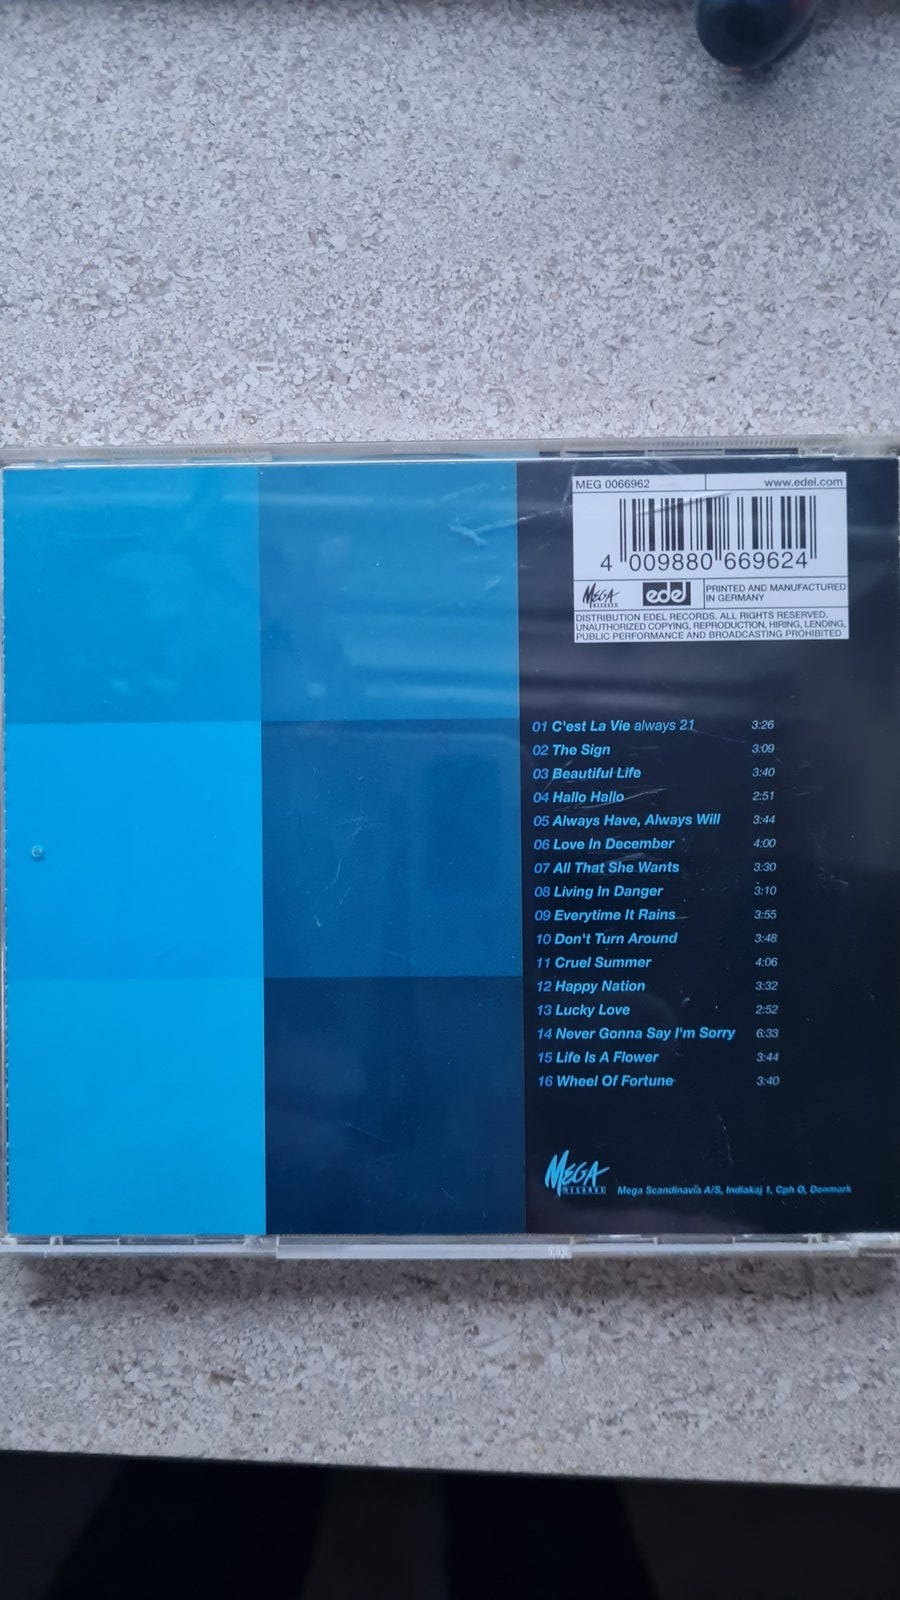 MEG 0066962 www.edel.com
4 009880 669624
MEGA RECORDS edel PRINTED AND MANUFACTURED
IN GERMANY
DISTRIBUTION EDEL RECORDS. ALL RIGHTS RESERVED.
UNAUTHORIZED COPYING, REPRODUCTION, HIRING, LENDING,
PUBLIC PERFORMANCE AND BROADCASTING PROHIBITED
01 C'est La Vie always 21 3:26
02 The Sign 3:09
03 Beautiful Life 3:40
04 Hallo Hallo 2:51
05 Always Have, Always Will 3:44
06 Love In December 4:00
07 All That She Wants 3:30
08 Living In Danger 3:10
09 Everytime It Rains 3:55
10 Don't Turn Around 3:48
11 Cruel Summer 4:06
12 Happy Nation 3:32
13 Lucky Love 2:52
14 Never Gonna Say I'm Sorry 6:33
15 Life Is A Flower 3:44
16 Wheel Of Fortune 3:40
MEGA RECORDS Mega Scandinavia A/S, Indiakaj 1, Cph Ø, Denmark